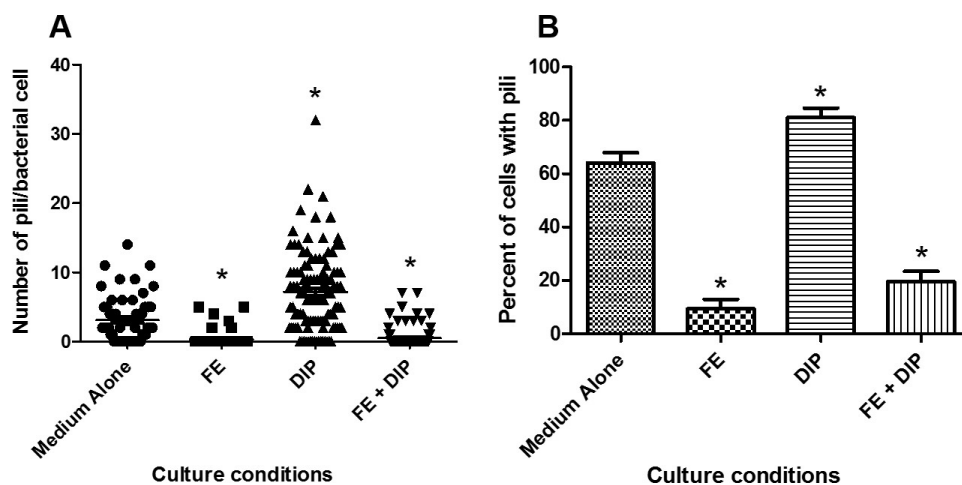 A
Number of pili/bacterial cell
40
30
20
10
0
*
*
*
Medium Alone
FE
DIP
FE + DIP
Culture conditions
B
Percent of cells with pili
100
80
60
40
20
0
*
*
*
Medium Alone
FE
DIP
FE + DIP
Culture conditions